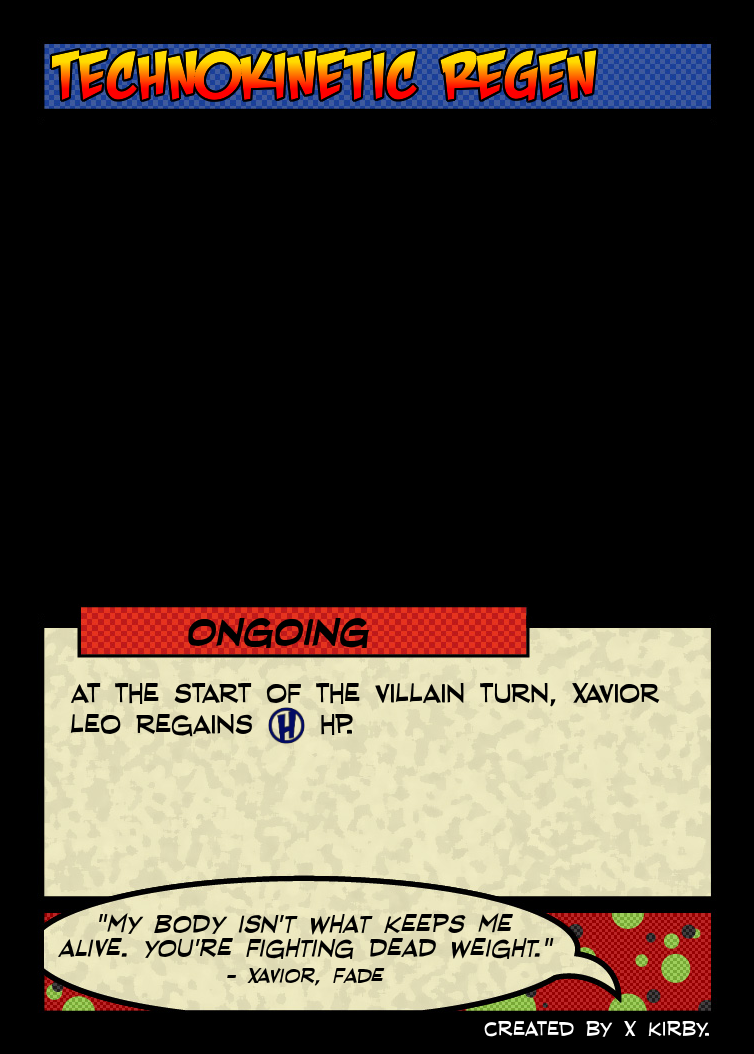 TECHNOKINETIC REGEN
ONGOING
AT THE START OF THE VILLAIN TURN, XAVIOR
LEO REGAINS H HP.
"MY BODY ISN'T WHAT KEEPS ME
ALIVE. YOU'RE FIGHTING DEAD WEIGHT."
- XAVIOR, FADE
CREATED BY X KIRBY.